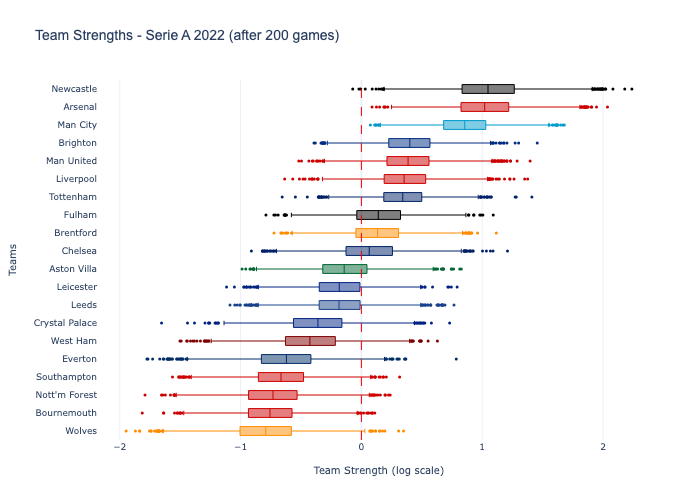 Team Strengths - Serie A 2022 (after 200 games)
Newcastle
Arsenal
Man City
Brighton
Man United
Liverpool
Tottenham
Fulham
Brentford
Chelsea
Aston Villa
Leicester
Leeds
Crystal Palace
West Ham
Everton
Southampton
Nott'm Forest
Bournemouth
Wolves
Teams
−2 −1 0 1 2
Team Strength (log scale)